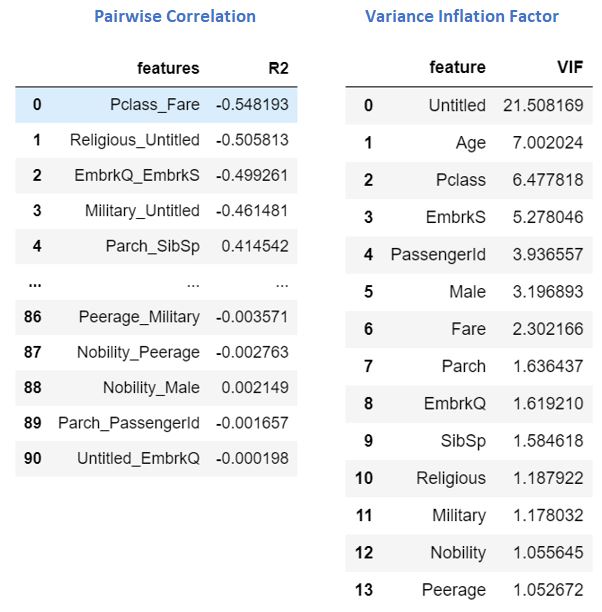 Pairwise Correlation
features R2
0 Pclass_Fare -0.548193
1 Religious_Untitled -0.505813
2 EmbrkQ_EmbrkS -0.499261
3 Military_Untitled -0.461481
4 Parch_SibSp 0.414542
... ... ...
86 Peerage_Military -0.003571
87 Nobility_Peerage -0.002763
88 Nobility_Male 0.002149
89 Parch_PassengerId -0.001657
90 Untitled_EmbrkQ -0.000198
Variance Inflation Factor
feature VIF
0 Untitled 21.508169
1 Age 7.002024
2 Pclass 6.477818
3 EmbrkS 5.278046
4 PassengerId 3.936557
5 Male 3.196893
6 Fare 2.302166
7 Parch 1.636437
8 EmbrkQ 1.619210
9 SibSp 1.584618
10 Religious 1.187922
11 Military 1.178032
12 Nobility 1.055645
13 Peerage 1.052672